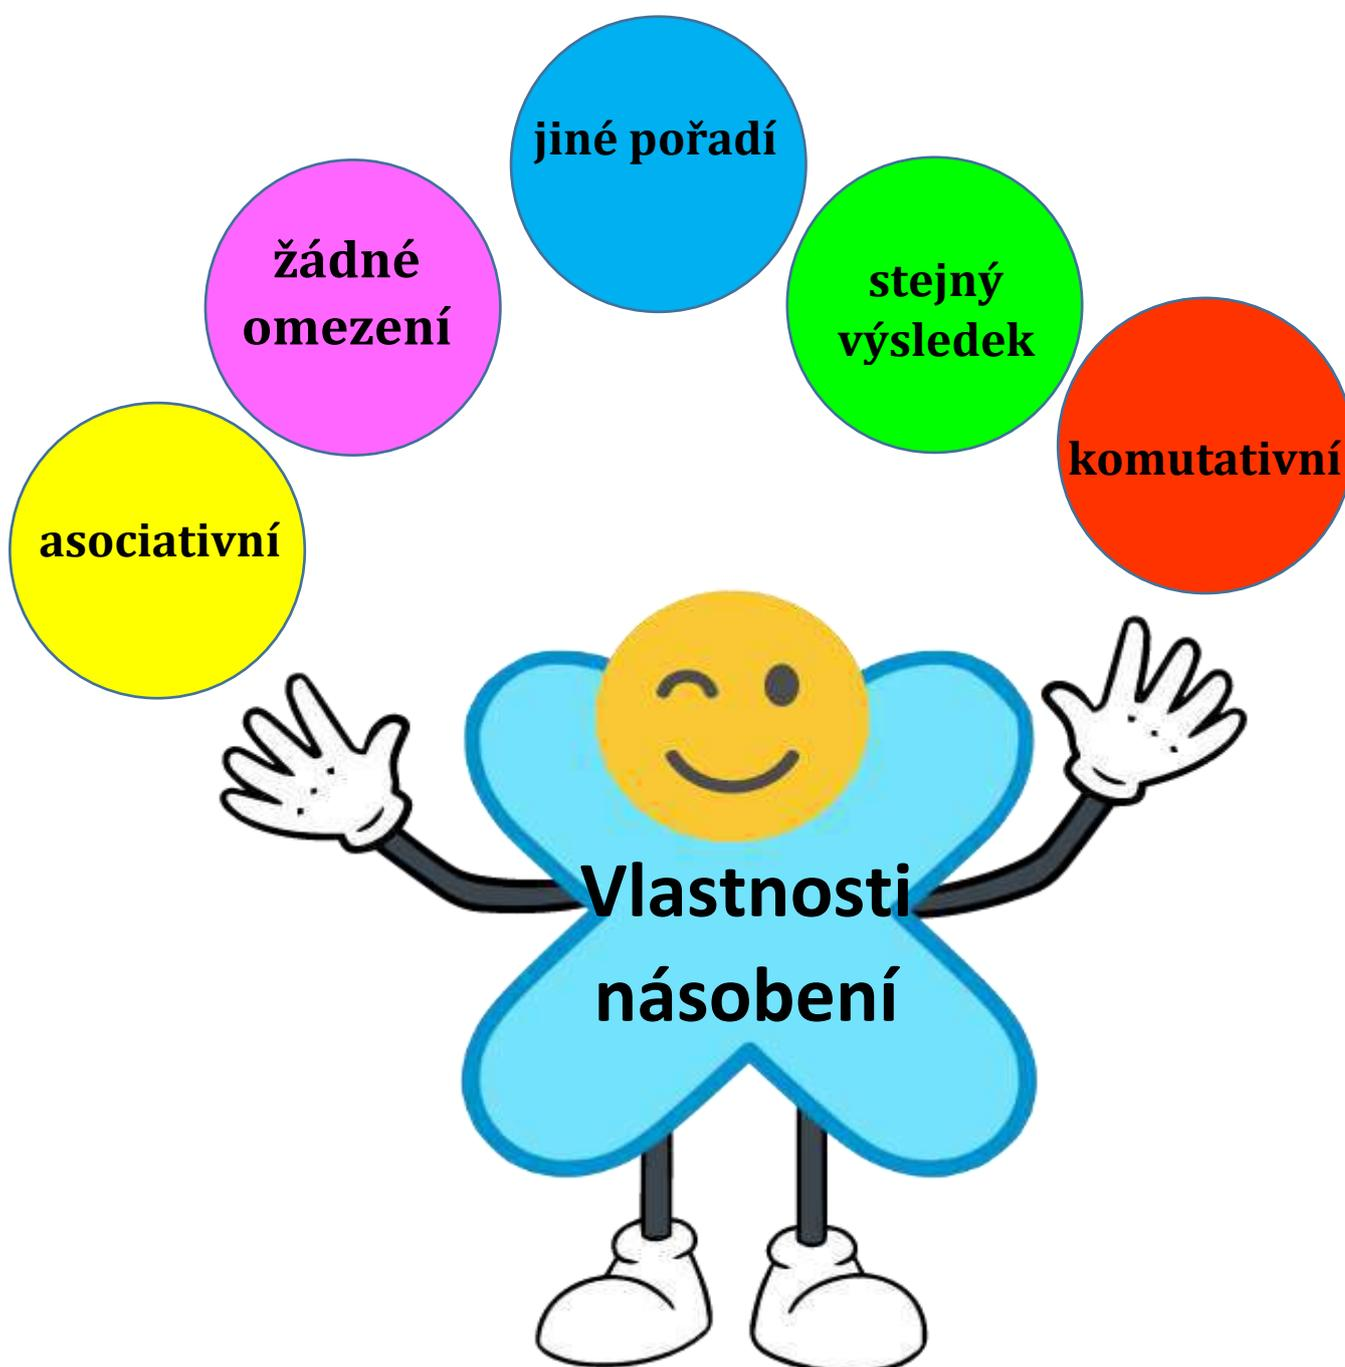 jiné pořadí
žádné
omezení
stejný
výsledek
komutativní
asociativní
Vlastnosti
násobení